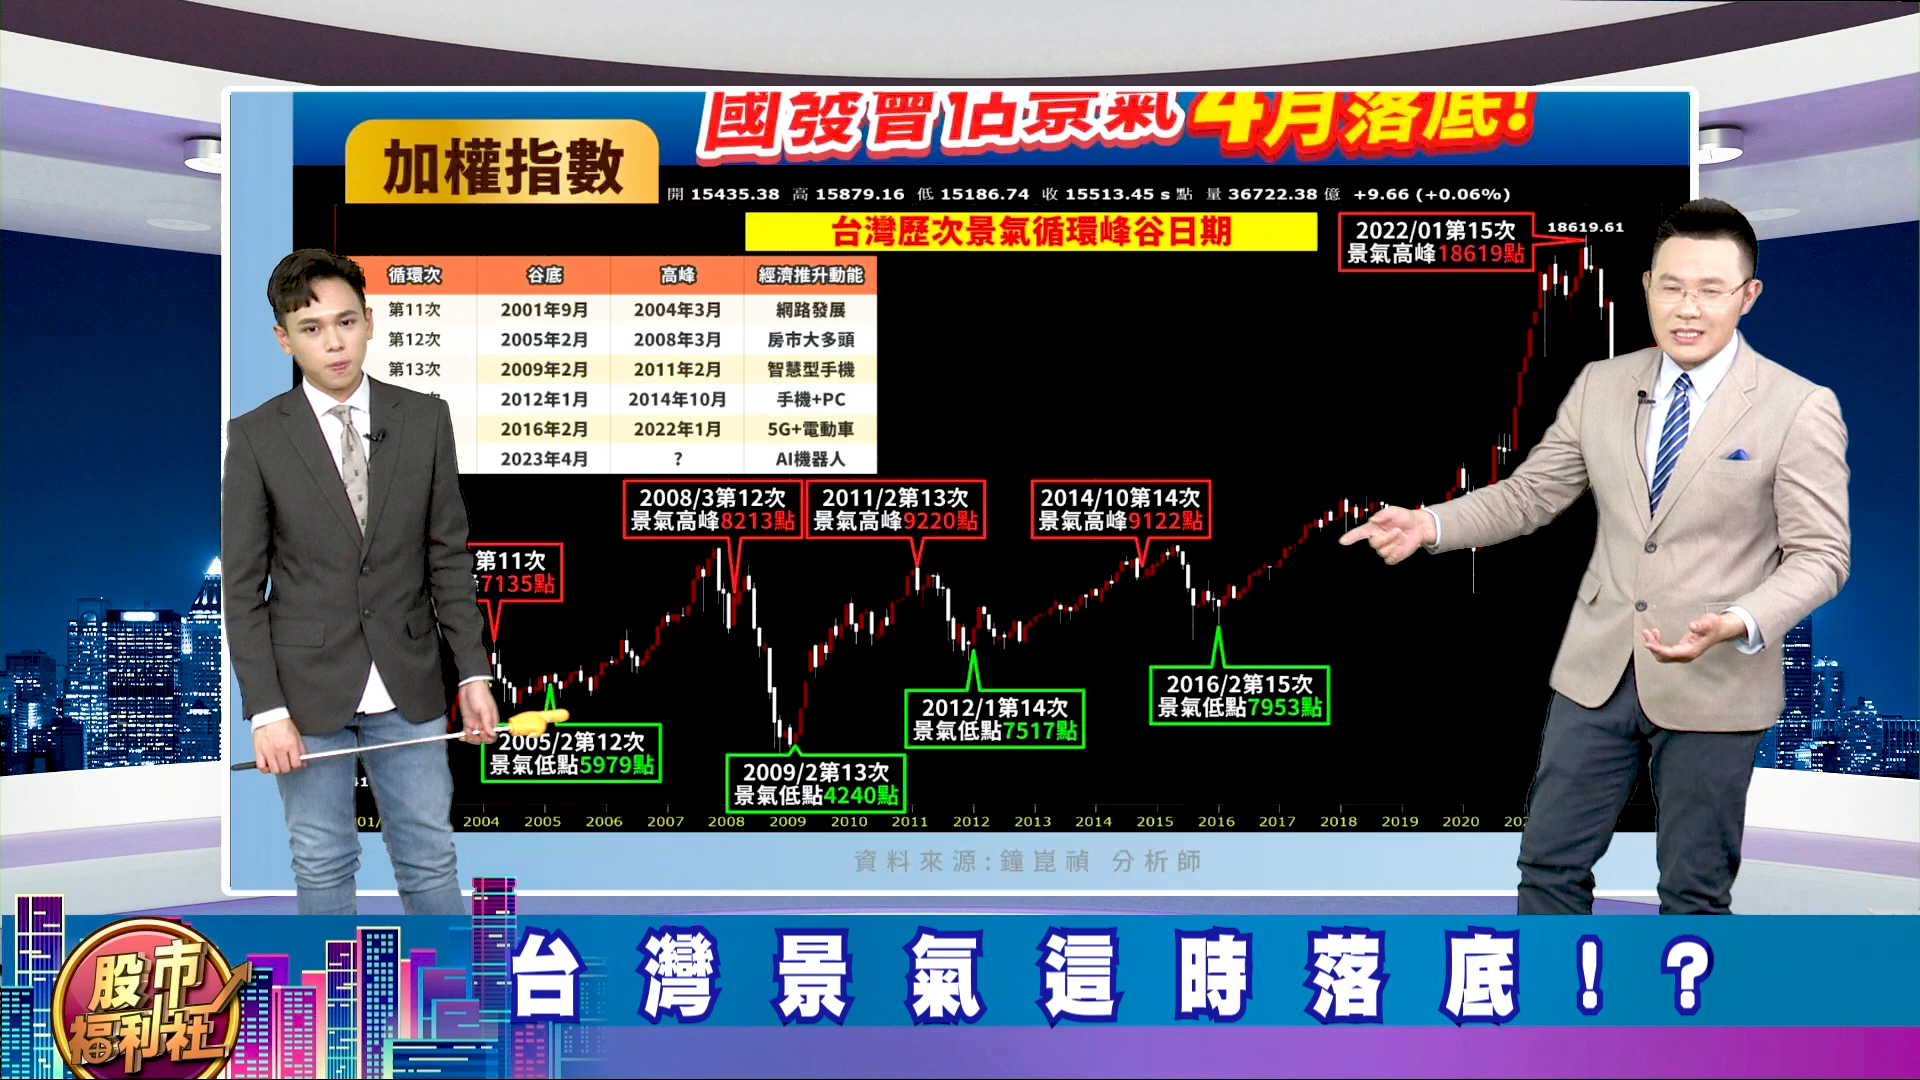 國發會估景氣4月落底!
加權指數
開 15435.38 高 15879.16 低 15186.74 收 15513.45 s 點 量 36722.38 億 +9.66 (+0.06%)
台灣歷次景氣循環峰谷日期
2022/01第15次
景氣高峰18619點
18619.61
循環次 谷底 高峰 經濟推升動能
第11次 2001年9月 2004年3月 網路發展
第12次 2005年2月 2008年3月 房市大多頭
第13次 2009年2月 2011年2月 智慧型手機
次 2012年1月 2014年10月 手機+PC
2016年2月 2022年1月 5G+電動車
2023年4月 ? AI機器人
2008/3第12次
景氣高峰8213點
2011/2第13次
景氣高峰9220點
2014/10第14次
景氣高峰9122點
第11次
7135點
2005/2第12次
景氣低點5979點
2009/2第13次
景氣低點4240點
2012/1第14次
景氣低點7517點
2016/2第15次
景氣低點7953點
41
01/ 2004 2005 2006 2007 2008 2009 2010 2011 2012 2013 2014 2015 2016 2017 2018 2019 2020 202
資料來源:鐘崑禎 分析師
台灣景氣這時落底!?
股市
福利社